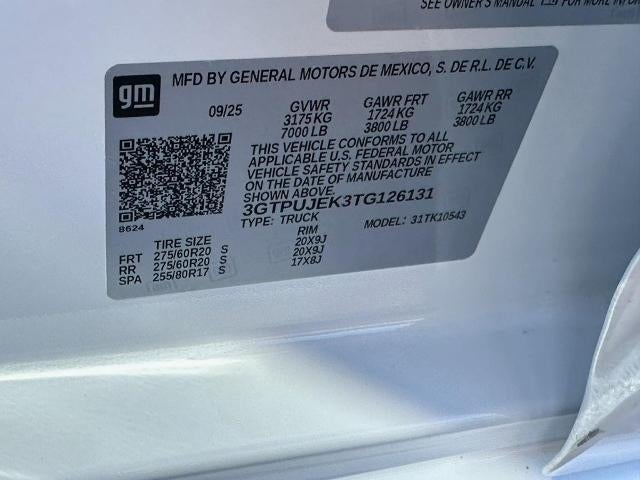 SEE OWNER'S MANUAL FOR MORE INFOR
gm
MFD BY GENERAL MOTORS DE MEXICO, S. DE R.L. DE C.V.
09/25 GVWR GAWR FRT GAWR RR
3175 KG 1724 KG 1724 KG
7000 LB 3800 LB 3800 LB
THIS VEHICLE CONFORMS TO ALL
APPLICABLE U.S. FEDERAL MOTOR
VEHICLE SAFETY STANDARDS IN EFFECT
ON THE DATE OF MANUFACTURE
SHOWN ABOVE.
3GTPUJEK3TG126131
8624
TYPE: TRUCK MODEL: 31TK10543
TIRE SIZE RIM
FRT 275/60R20 S 20X9J
RR 275/60R20 S 20X9J
SPA 255/80R17 S 17X8J